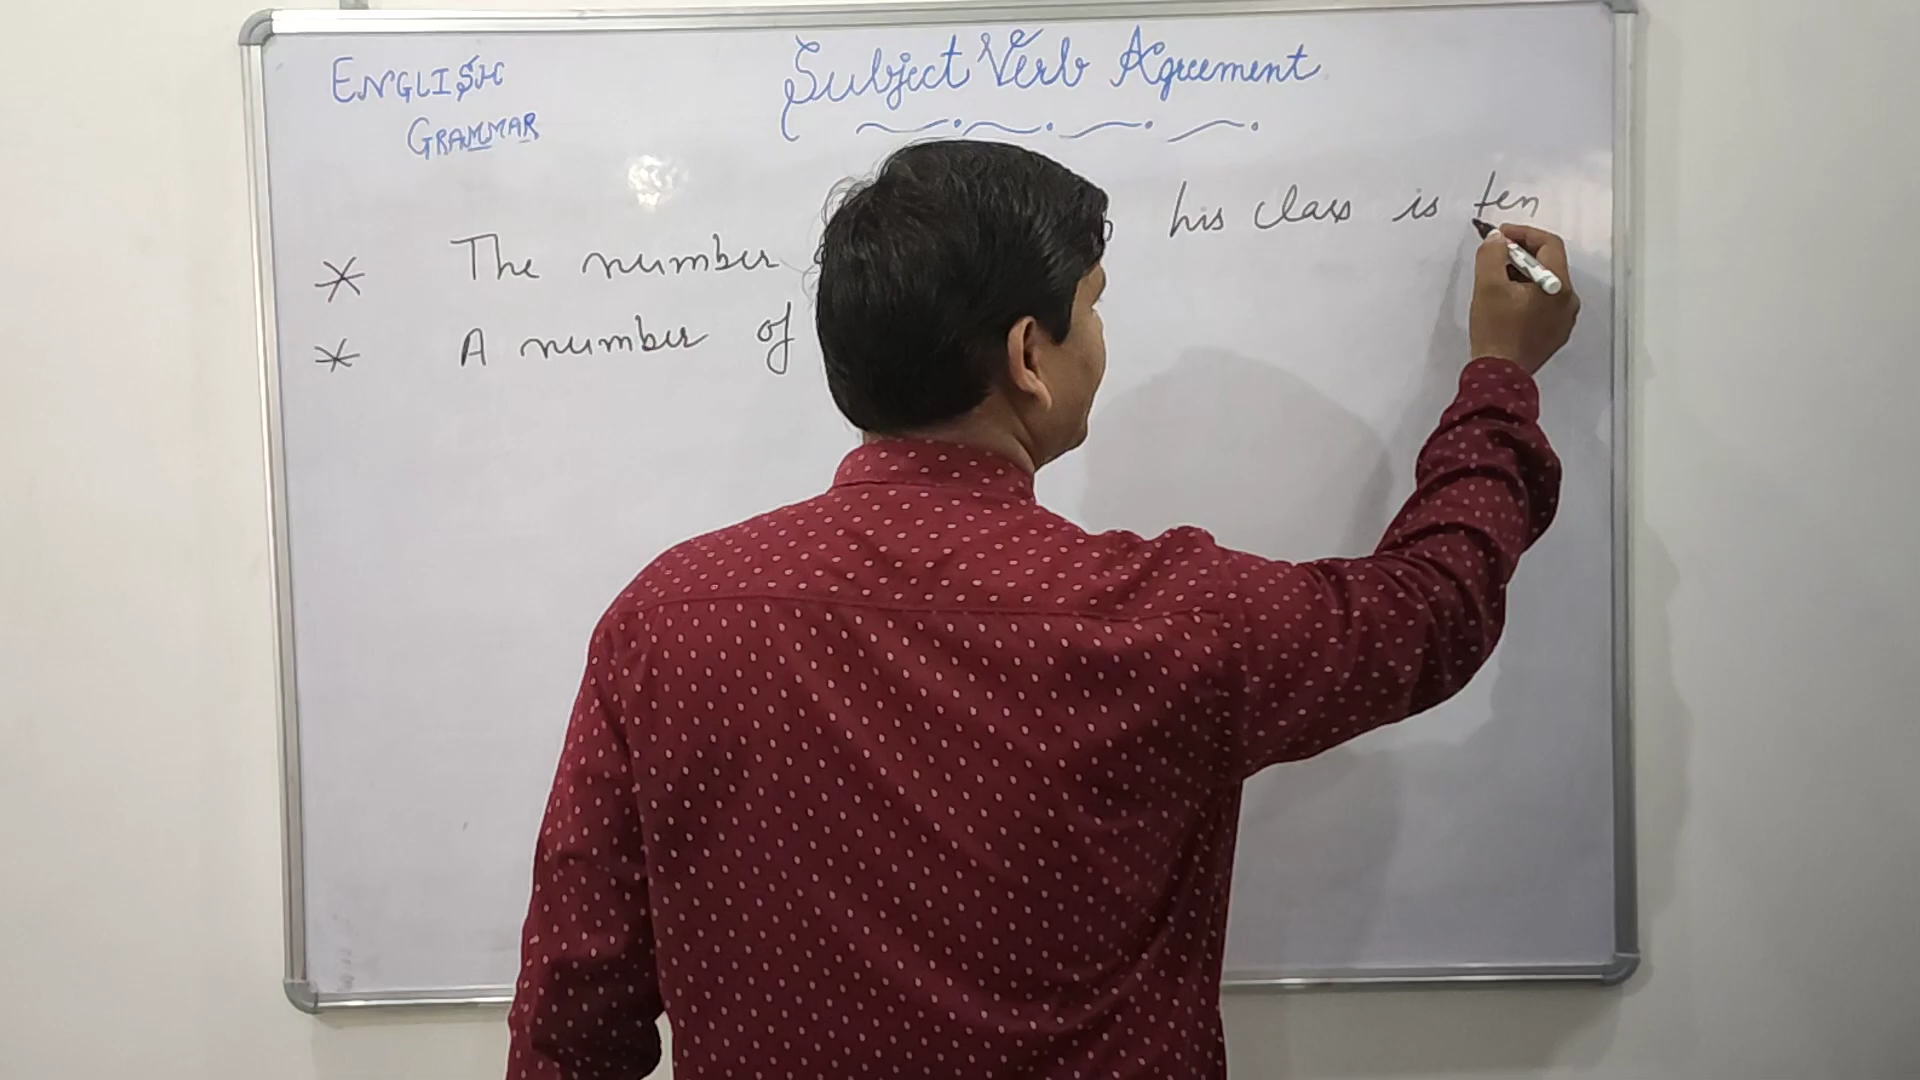 ENGLISH
GRAMMAR
Subject Verb Agreement
* The number his class is ten
* A number of